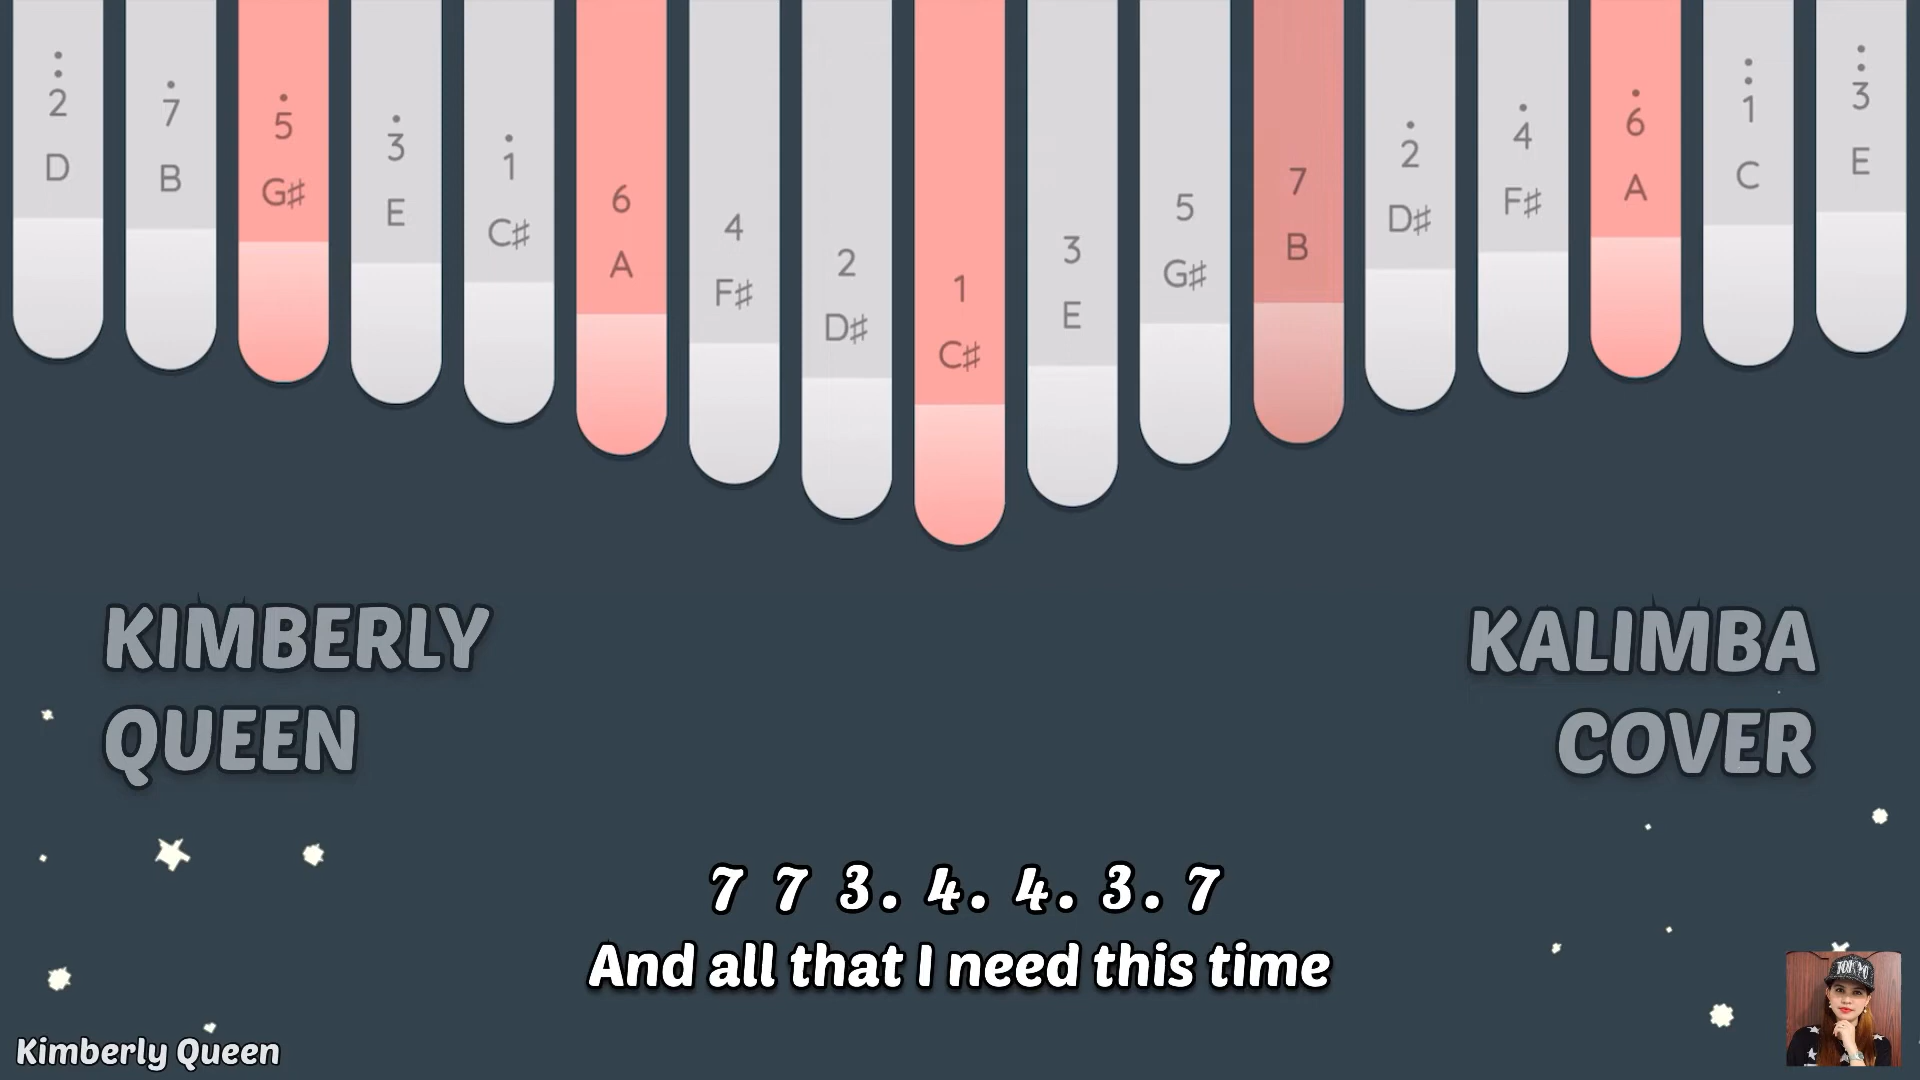 2 7 5 3 1 6 4 2 1 3 5 7 2 4 6 1 3
D B G♯ E C♯ A F♯ D♯ C♯ E G♯ B D♯ F♯ A C E
KIMBERLY
QUEEN
KALIMBA
COVER
7 7 3. 4. 4. 3. 7
And all that I need this time
Kimberly Queen
TOKYO